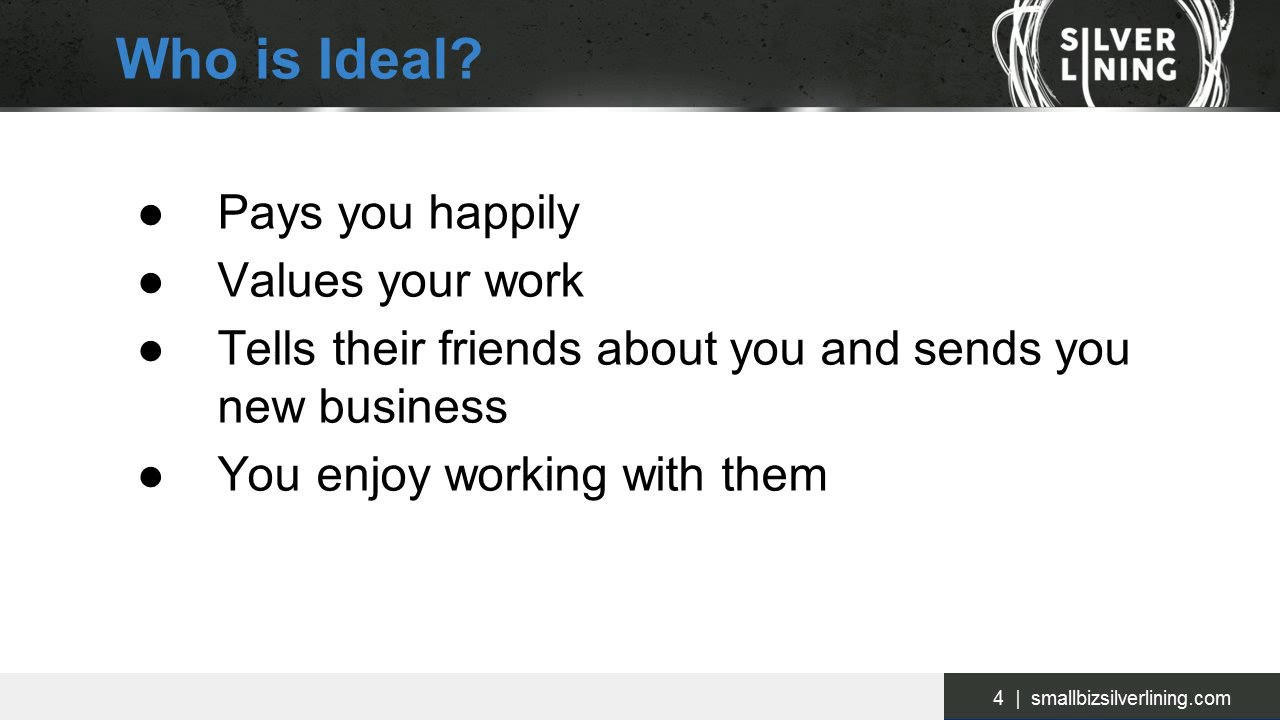 Who is Ideal?
SILVER
LINING
● Pays you happily
● Values your work
● Tells their friends about you and sends you
new business
● You enjoy working with them
4 | smallbizsilverlining.com